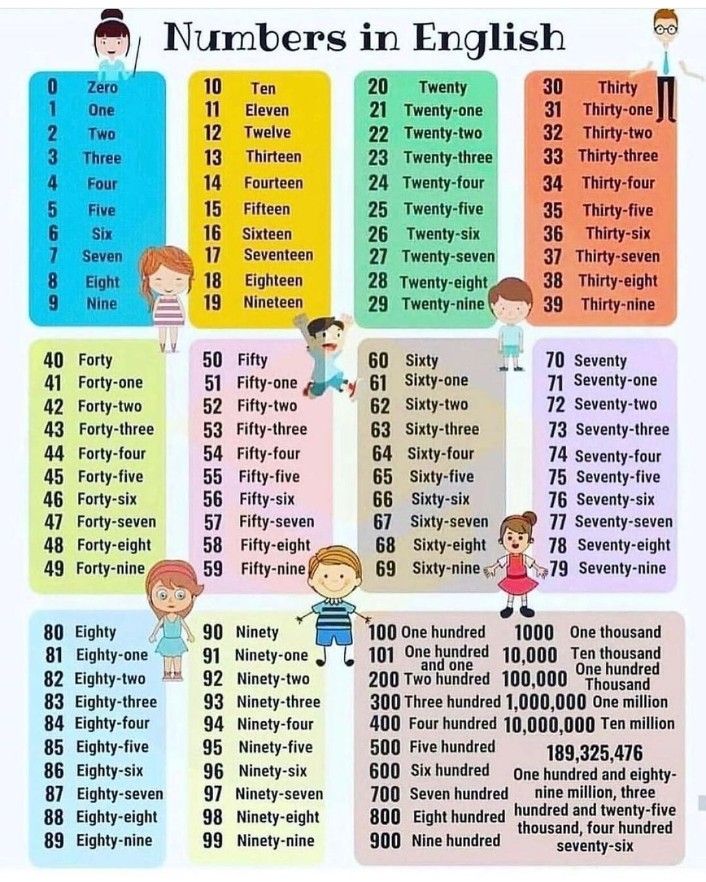 Numbers in English
0 Zero
1 One
2 Two
3 Three
4 Four
5 Five
6 Six
7 Seven
8 Eight
9 Nine
10 Ten
11 Eleven
12 Twelve
13 Thirteen
14 Fourteen
15 Fifteen
16 Sixteen
17 Seventeen
18 Eighteen
19 Nineteen
20 Twenty
21 Twenty-one
22 Twenty-two
23 Twenty-three
24 Twenty-four
25 Twenty-five
26 Twenty-six
27 Twenty-seven
28 Twenty-eight
29 Twenty-nine
30 Thirty
31 Thirty-one
32 Thirty-two
33 Thirty-three
34 Thirty-four
35 Thirty-five
36 Thirty-six
37 Thirty-seven
38 Thirty-eight
39 Thirty-nine
40 Forty
41 Forty-one
42 Forty-two
43 Forty-three
44 Forty-four
45 Forty-five
46 Forty-six
47 Forty-seven
48 Forty-eight
49 Forty-nine
50 Fifty
51 Fifty-one
52 Fifty-two
53 Fifty-three
54 Fifty-four
55 Fifty-five
56 Fifty-six
57 Fifty-seven
58 Fifty-eight
59 Fifty-nine
60 Sixty
61 Sixty-one
62 Sixty-two
63 Sixty-three
64 Sixty-four
65 Sixty-five
66 Sixty-six
67 Sixty-seven
68 Sixty-eight
69 Sixty-nine
70 Seventy
71 Seventy-one
72 Seventy-two
73 Seventy-three
74 Seventy-four
75 Seventy-five
76 Seventy-six
77 Seventy-seven
78 Seventy-eight
79 Seventy-nine
80 Eighty
81 Eighty-one
82 Eighty-two
83 Eighty-three
84 Eighty-four
85 Eighty-five
86 Eighty-six
87 Eighty-seven
88 Eighty-eight
89 Eighty-nine
90 Ninety
91 Ninety-one
92 Ninety-two
93 Ninety-three
94 Ninety-four
95 Ninety-five
96 Ninety-six
97 Ninety-seven
98 Ninety-eight
99 Ninety-nine
100 One hundred
101 One hundred
and one
200 Two hundred
300 Three hundred
400 Four hundred
500 Five hundred
600 Six hundred
700 Seven hundred
800 Eight hundred
900 Nine hundred
1000 One thousand
10,000 Ten thousand
100,000 One hundred
Thousand
1,000,000 One million
10,000,000 Ten million
189,325,476
One hundred and eighty-
nine million, three
hundred and twenty-five
thousand, four hundred
seventy-six